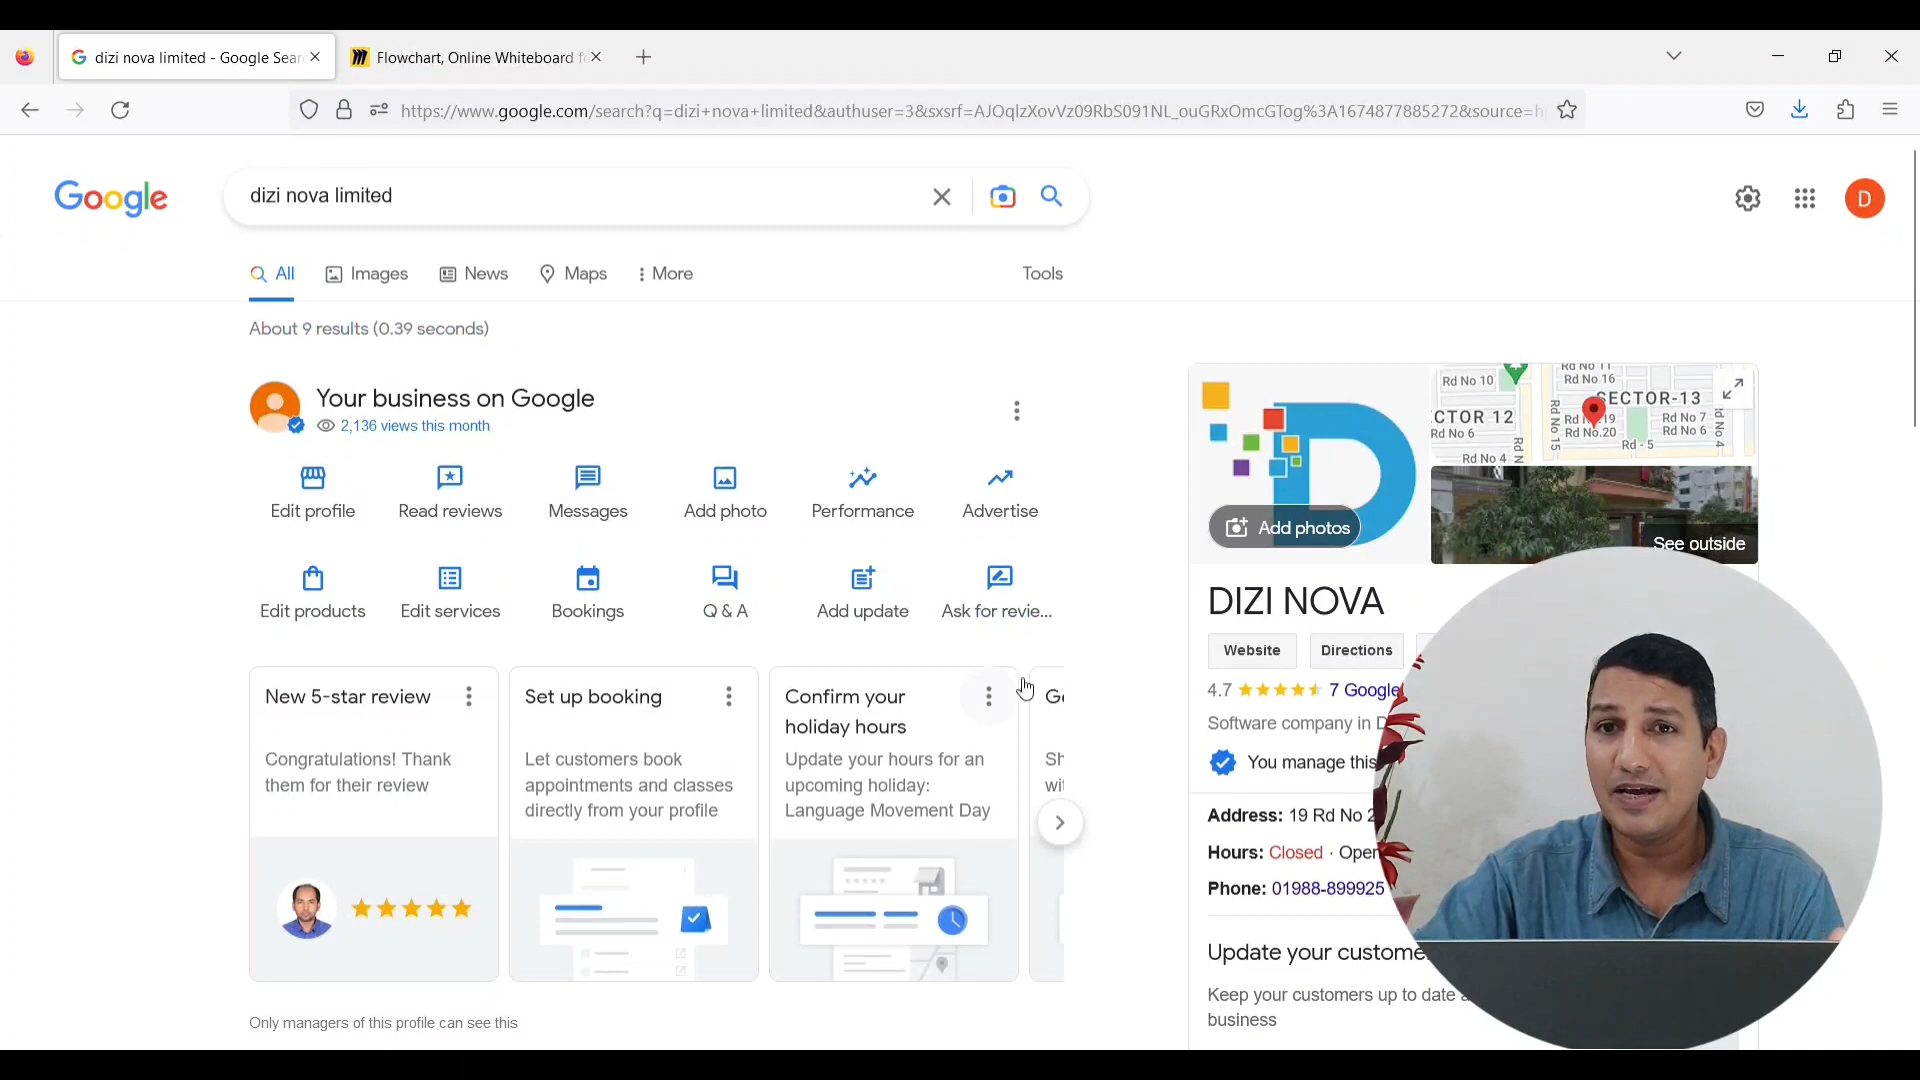 dizi nova limited - Google Sear
Flowchart, Online Whiteboard f
https://www.google.com/search?q=dizi+nova+limited&authuser=3&sxsrf=AJOqlzXovVz09RbS091NL_ouGRxOmcGTog%3A1674877885272&source=h
Google
dizi nova limited
D
All
Images
News
Maps
More
Tools
About 9 results (0.39 seconds)
Your business on Google
2,136 views this month
Edit profile
Read reviews
Messages
Add photo
Performance
Advertise
Edit products
Edit services
Bookings
Q & A
Add update
Ask for revie...
New 5-star review
Congratulations! Thank
them for their review
Set up booking
Let customers book
appointments and classes
directly from your profile
Confirm your
holiday hours
Update your hours for an
upcoming holiday:
Language Movement Day
Only managers of this profile can see this
Add photos
Rd No 10
Rd No 11
Rd No 16
SECTOR-13
CTOR 12
Rd No 6
Rd No 15
Rd No.20
Rd No 7
Rd No 6
Rd - 5
Rd No 4
See outside
DIZI NOVA
Website
Directions
4.7
7 Google
Software company in D
You manage this
Address: 19 Rd No 2
Hours: Closed · Open
Phone: 01988-899925
Update your custome
Keep your customers up to date a
business